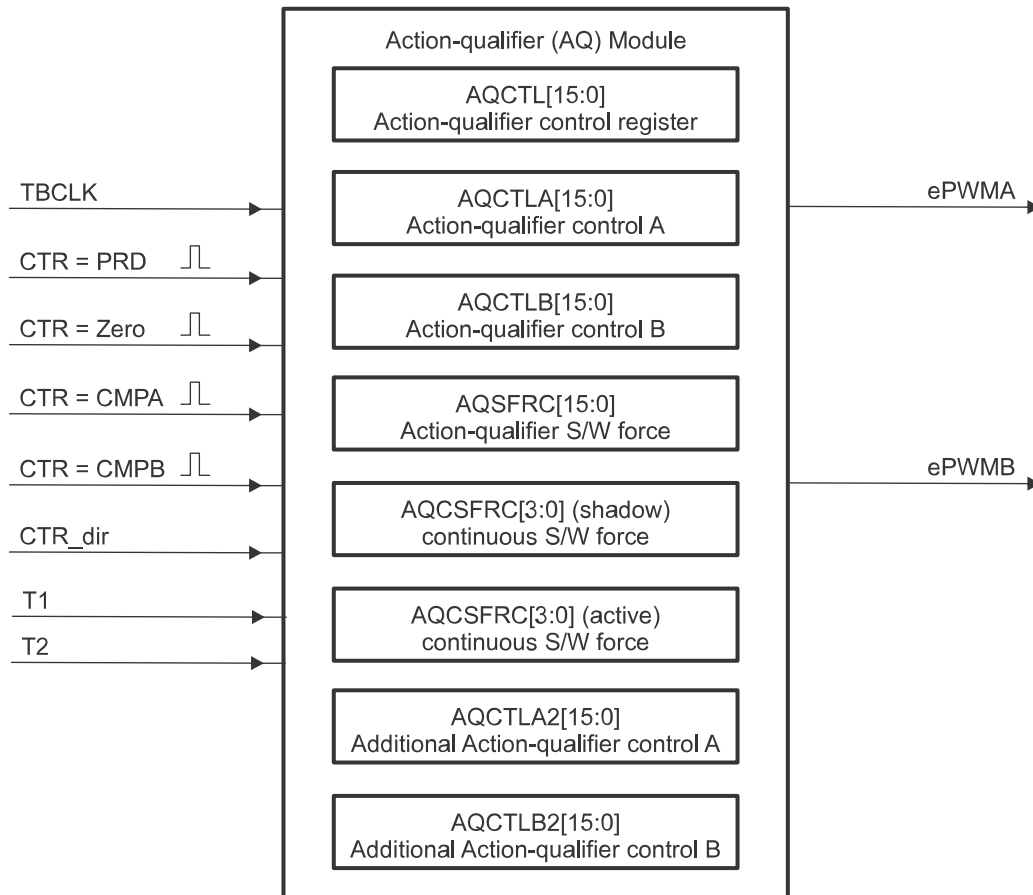 Action-qualifier (AQ) Module
AQCTL[15:0]
Action-qualifier control register
TBCLK
CTR = PRD
CTR = Zero
CTR = CMPA
CTR = CMPB
CTR_dir
T1
T2
AQCTLA[15:0]
Action-qualifier control A
AQCTLB[15:0]
Action-qualifier control B
AQSFRC[15:0]
Action-qualifier S/W force
AQCSFRC[3:0] (shadow)
continuous S/W force
AQCSFRC[3:0] (active)
continuous S/W force
AQCTLA2[15:0]
Additional Action-qualifier control A
AQCTLB2[15:0]
Additional Action-qualifier control B
ePWMA
ePWMB